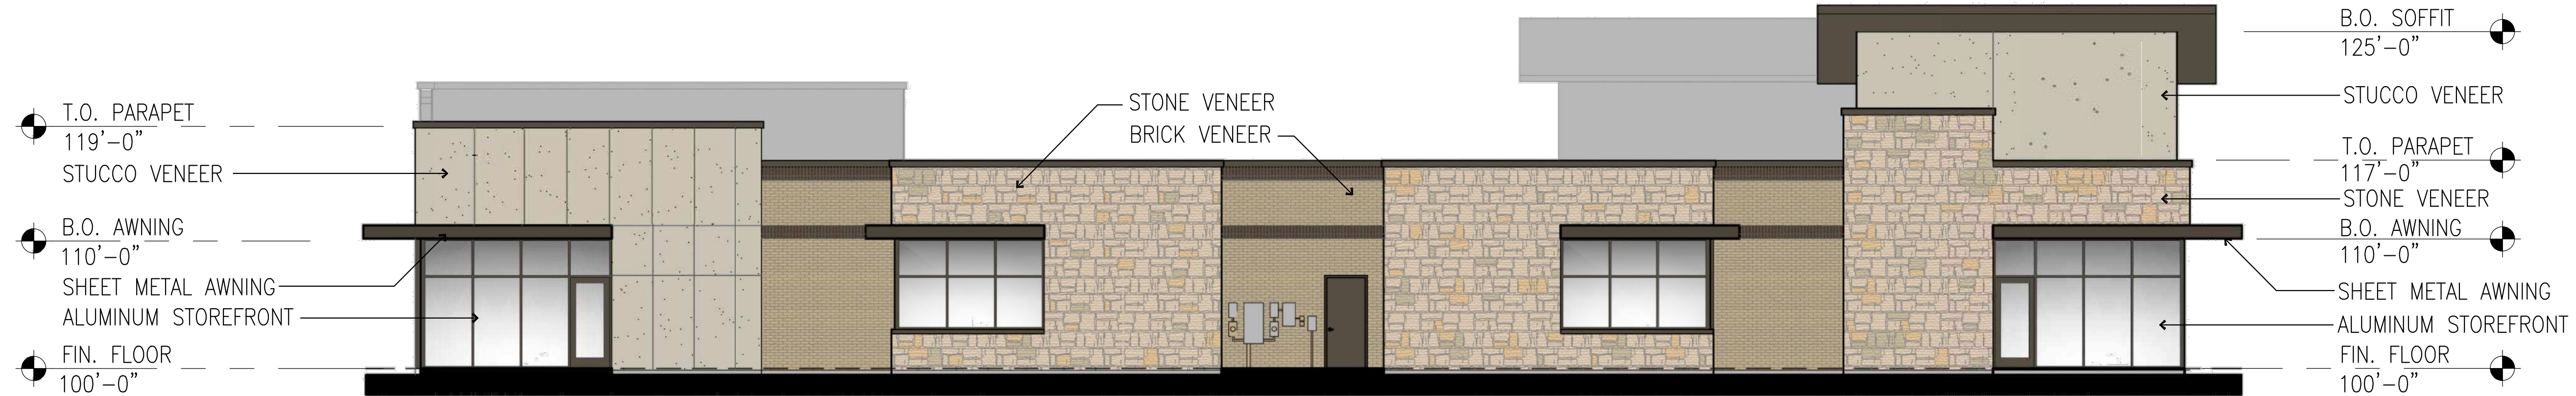 T.O. PARAPET
119'-0"
STUCCO VENEER
B.O. AWNING
110'-0"
SHEET METAL AWNING
ALUMINUM STOREFRONT
FIN. FLOOR
100'-0"
STONE VENEER
BRICK VENEER
B.O. SOFFIT
125'-0"
STUCCO VENEER
T.O. PARAPET
117'-0"
STONE VENEER
B.O. AWNING
110'-0"
SHEET METAL AWNING
ALUMINUM STOREFRONT
FIN. FLOOR
100'-0"